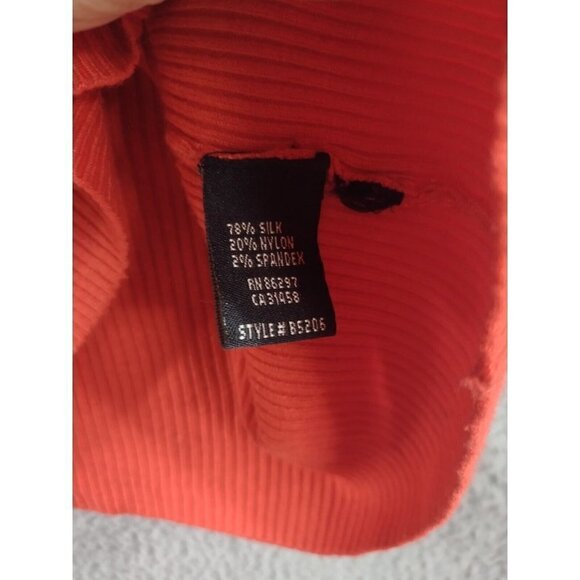 78% SILK
20% NYLON
2% SPANDEX
RN 86297
CA31458
STYLE# B5206